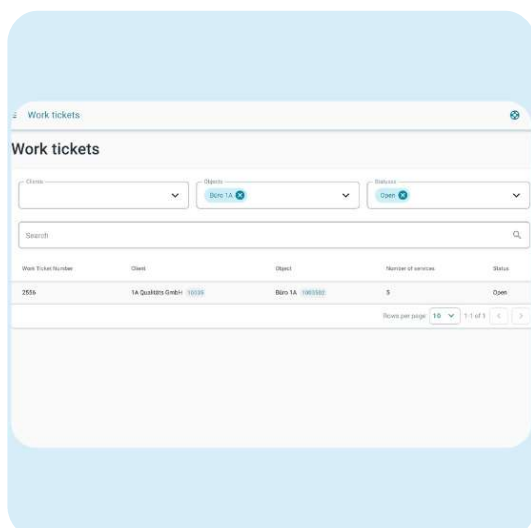 Work tickets
Work tickets
Clients Objects Statuses
Büro 1A Open
Search
Work Ticket Number Client Object Number of services Status
2556 1A Qualitäts GmbH Büro 1A 5 Open
Rows per page 10 1-1 of 1